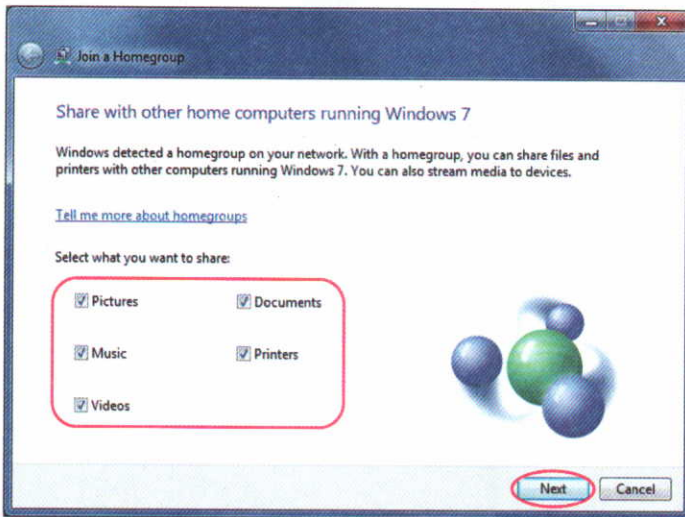 Join a Homegroup
Share with other home computers running Windows 7
Windows detected a homegroup on your network. With a homegroup, you can share files and
printers with other computers running Windows 7. You can also stream media to devices.
Tell me more about homegroups
Select what you want to share:
Pictures
Documents
Music
Printers
Videos
Next
Cancel